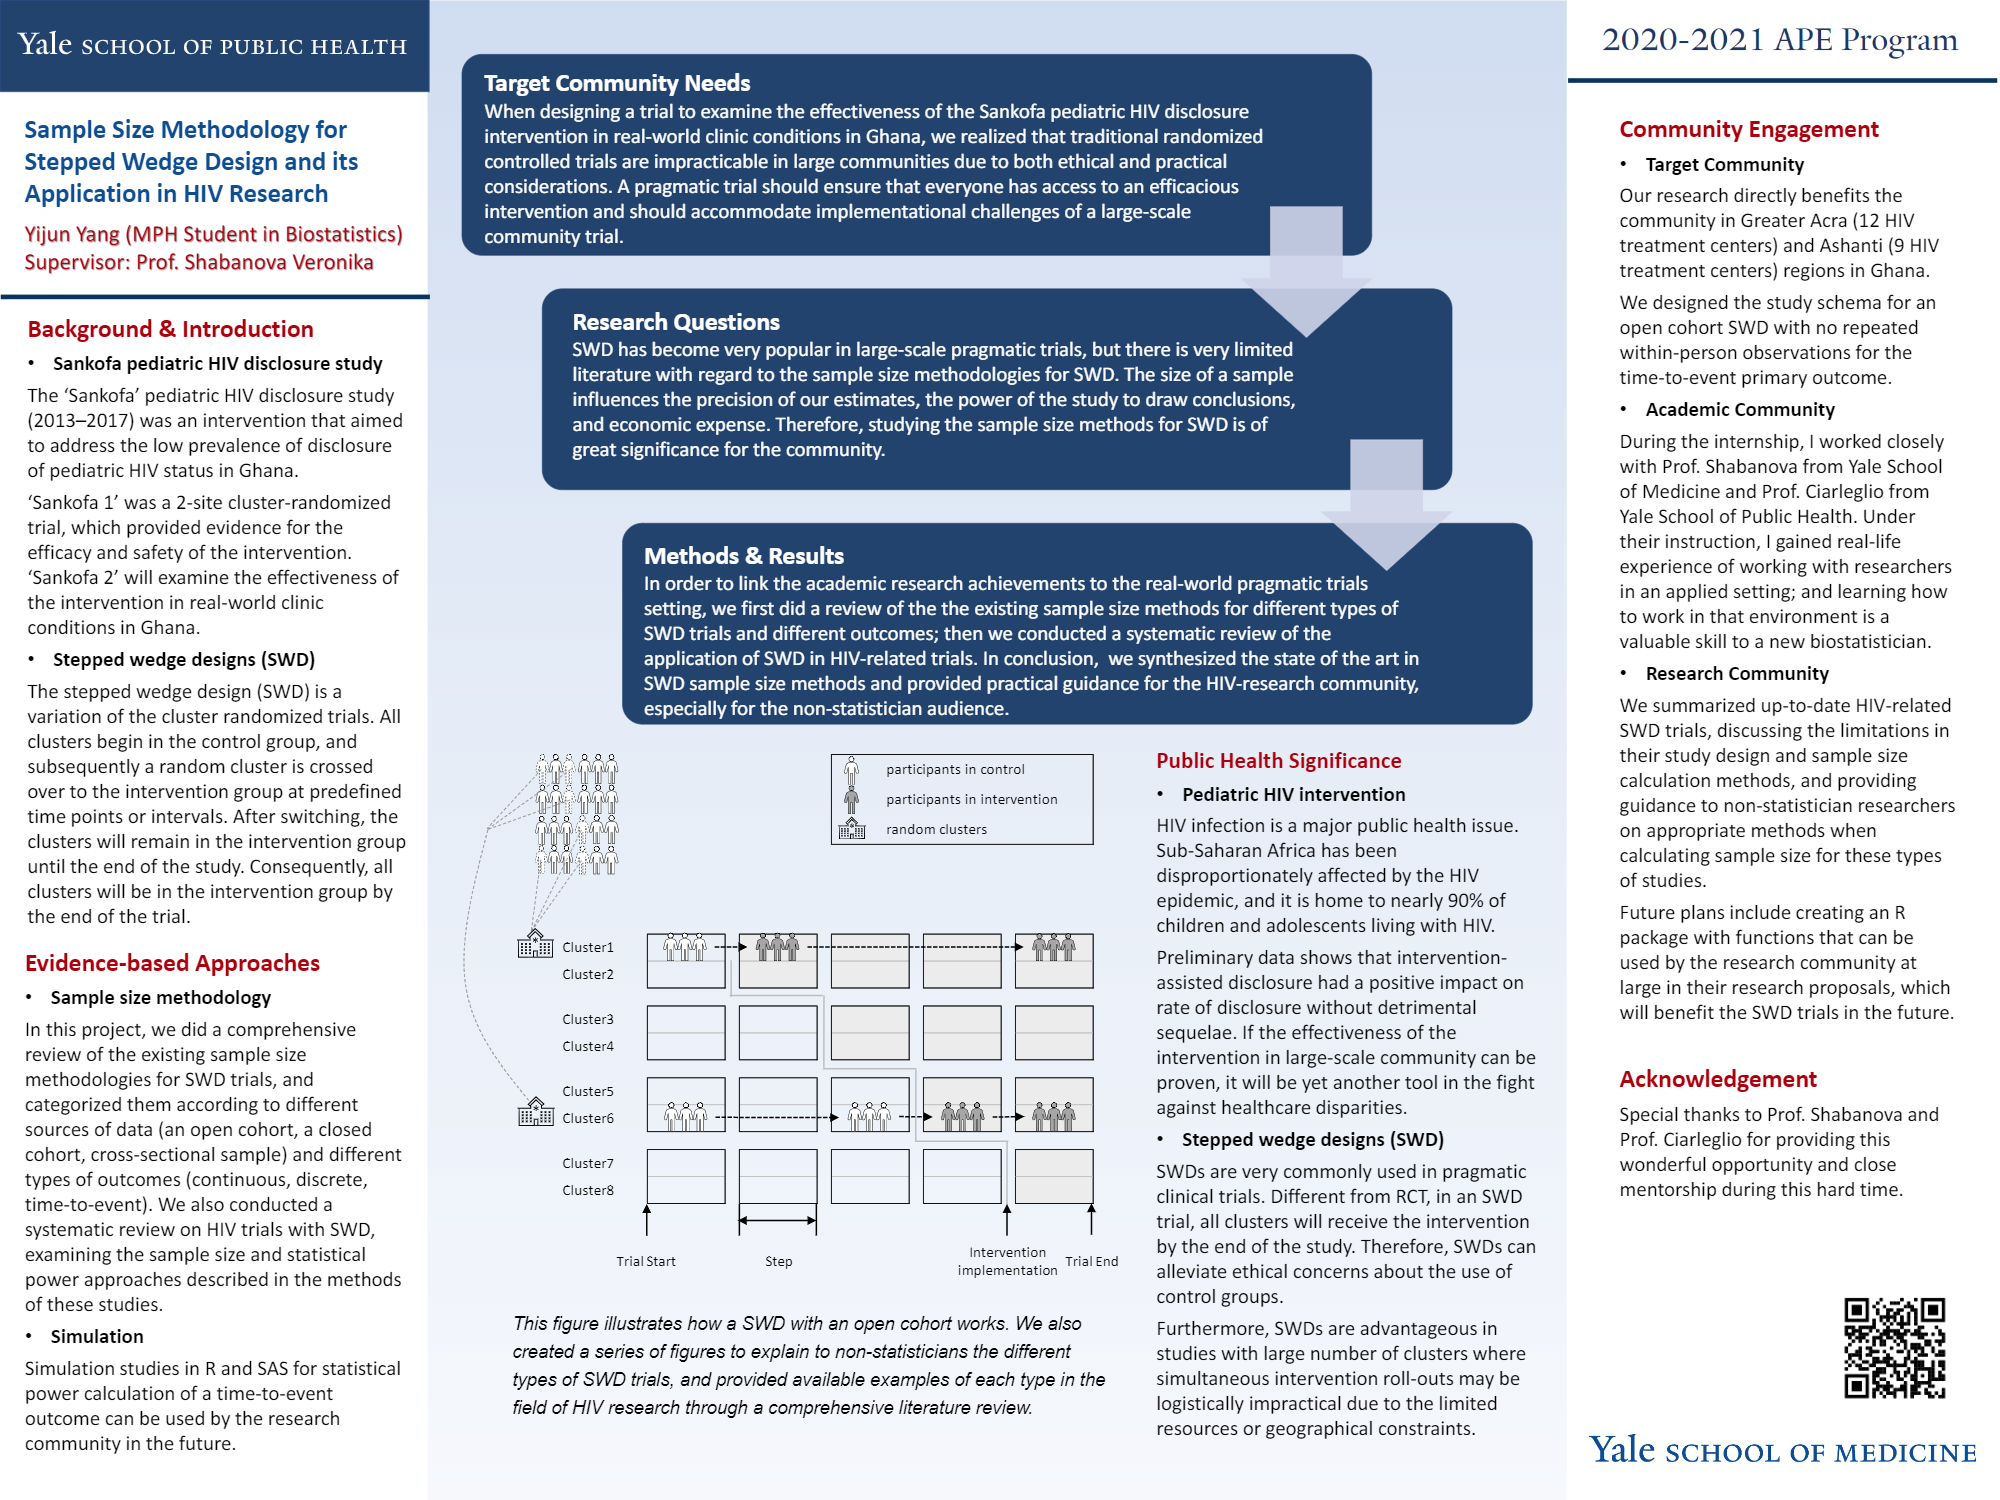 Yale SCHOOL OF PUBLIC HEALTH
Sample Size Methodology for
Stepped Wedge Design and its
Application in HIV Research
Yijun Yang (MPH Student in Biostatistics)
Supervisor: Prof. Shabanova Veronika
Background & Introduction
• Sankofa pediatric HIV disclosure study
The ‘Sankofa’ pediatric HIV disclosure study
(2013–2017) was an intervention that aimed
to address the low prevalence of disclosure
of pediatric HIV status in Ghana.
‘Sankofa 1’ was a 2-site cluster-randomized
trial, which provided evidence for the
efficacy and safety of the intervention.
‘Sankofa 2’ will examine the effectiveness of
the intervention in real-world clinic
conditions in Ghana.
• Stepped wedge designs (SWD)
The stepped wedge design (SWD) is a
variation of the cluster randomized trials. All
clusters begin in the control group, and
subsequently a random cluster is crossed
over to the intervention group at predefined
time points or intervals. After switching, the
clusters will remain in the intervention group
until the end of the study. Consequently, all
clusters will be in the intervention group by
the end of the trial.
Evidence-based Approaches
• Sample size methodology
In this project, we did a comprehensive
review of the existing sample size
methodologies for SWD trials, and
categorized them according to different
sources of data (an open cohort, a closed
cohort, cross-sectional sample) and different
types of outcomes (continuous, discrete,
time-to-event). We also conducted a
systematic review on HIV trials with SWD,
examining the sample size and statistical
power approaches described in the methods
of these studies.
• Simulation
Simulation studies in R and SAS for statistical
power calculation of a time-to-event
outcome can be used by the research
community in the future.
Target Community Needs
When designing a trial to examine the effectiveness of the Sankofa pediatric HIV disclosure
intervention in real-world clinic conditions in Ghana, we realized that traditional randomized
controlled trials are impracticable in large communities due to both ethical and practical
considerations. A pragmatic trial should ensure that everyone has access to an efficacious
intervention and should accommodate implementational challenges of a large-scale
community trial.
Research Questions
SWD has become very popular in large-scale pragmatic trials, but there is very limited
literature with regard to the sample size methodologies for SWD. The size of a sample
influences the precision of our estimates, the power of the study to draw conclusions,
and economic expense. Therefore, studying the sample size methods for SWD is of
great significance for the community.
Methods & Results
In order to link the academic research achievements to the real-world pragmatic trials
setting, we first did a review of the the existing sample size methods for different types of
SWD trials and different outcomes; then we conducted a systematic review of the
application of SWD in HIV-related trials. In conclusion, we synthesized the state of the art in
SWD sample size methods and provided practical guidance for the HIV-research community,
especially for the non-statistician audience.
participants in control
participants in intervention
random clusters
Cluster1
Cluster2
Cluster3
Cluster4
Cluster5
Cluster6
Cluster7
Cluster8
Trial Start
Step
Intervention
implementation
Trial End
This figure illustrates how a SWD with an open cohort works. We also
created a series of figures to explain to non-statisticians the different
types of SWD trials, and provided available examples of each type in the
field of HIV research through a comprehensive literature review.
Public Health Significance
• Pediatric HIV intervention
HIV infection is a major public health issue.
Sub-Saharan Africa has been
disproportionately affected by the HIV
epidemic, and it is home to nearly 90% of
children and adolescents living with HIV.
Preliminary data shows that intervention-
assisted disclosure had a positive impact on
rate of disclosure without detrimental
sequelae. If the effectiveness of the
intervention in large-scale community can be
proven, it will be yet another tool in the fight
against healthcare disparities.
• Stepped wedge designs (SWD)
SWDs are very commonly used in pragmatic
clinical trials. Different from RCT, in an SWD
trial, all clusters will receive the intervention
by the end of the study. Therefore, SWDs can
alleviate ethical concerns about the use of
control groups.
Furthermore, SWDs are advantageous in
studies with large number of clusters where
simultaneous intervention roll-outs may be
logistically impractical due to the limited
resources or geographical constraints.
2020-2021 APE Program
Community Engagement
• Target Community
Our research directly benefits the
community in Greater Acra (12 HIV
treatment centers) and Ashanti (9 HIV
treatment centers) regions in Ghana.
We designed the study schema for an
open cohort SWD with no repeated
within-person observations for the
time-to-event primary outcome.
• Academic Community
During the internship, I worked closely
with Prof. Shabanova from Yale School
of Medicine and Prof. Ciarleglio from
Yale School of Public Health. Under
their instruction, I gained real-life
experience of working with researchers
in an applied setting; and learning how
to work in that environment is a
valuable skill to a new biostatistician.
• Research Community
We summarized up-to-date HIV-related
SWD trials, discussing the limitations in
their study design and sample size
calculation methods, and providing
guidance to non-statistician researchers
on appropriate methods when
calculating sample size for these types
of studies.
Future plans include creating an R
package with functions that can be
used by the research community at
large in their research proposals, which
will benefit the SWD trials in the future.
Acknowledgement
Special thanks to Prof. Shabanova and
Prof. Ciarleglio for providing this
wonderful opportunity and close
mentorship during this hard time.
Yale SCHOOL OF MEDICINE